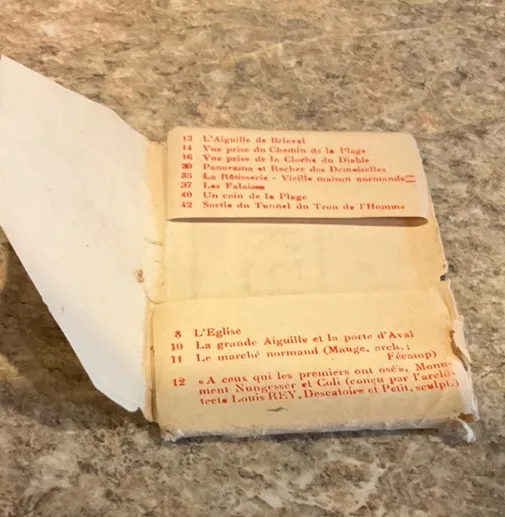 13 L'Aiguille de Belval
14 Vue prise du Chemin de la Plage
16 Vue prise de la Cloche du Diable
30 Panorama et Rocher des Demoiselles
35 La Rôtisserie - Vieille maison normande
37 Les Falaises
40 Un coin de la Plage
42 Sortie du Tunnel du Trou de l'Homme
8 L'Eglise
10 La grande Aiguille et la porte d'Aval
11 Le marché normand (Mauge, arch.;
Fécamp)
12 «A ceux qui les premiers ont osé», Monu-
ment Nungesser et Coli (conçu par l'archi-
tecte Louis REY, Descatoire et Petit, sculpt.)